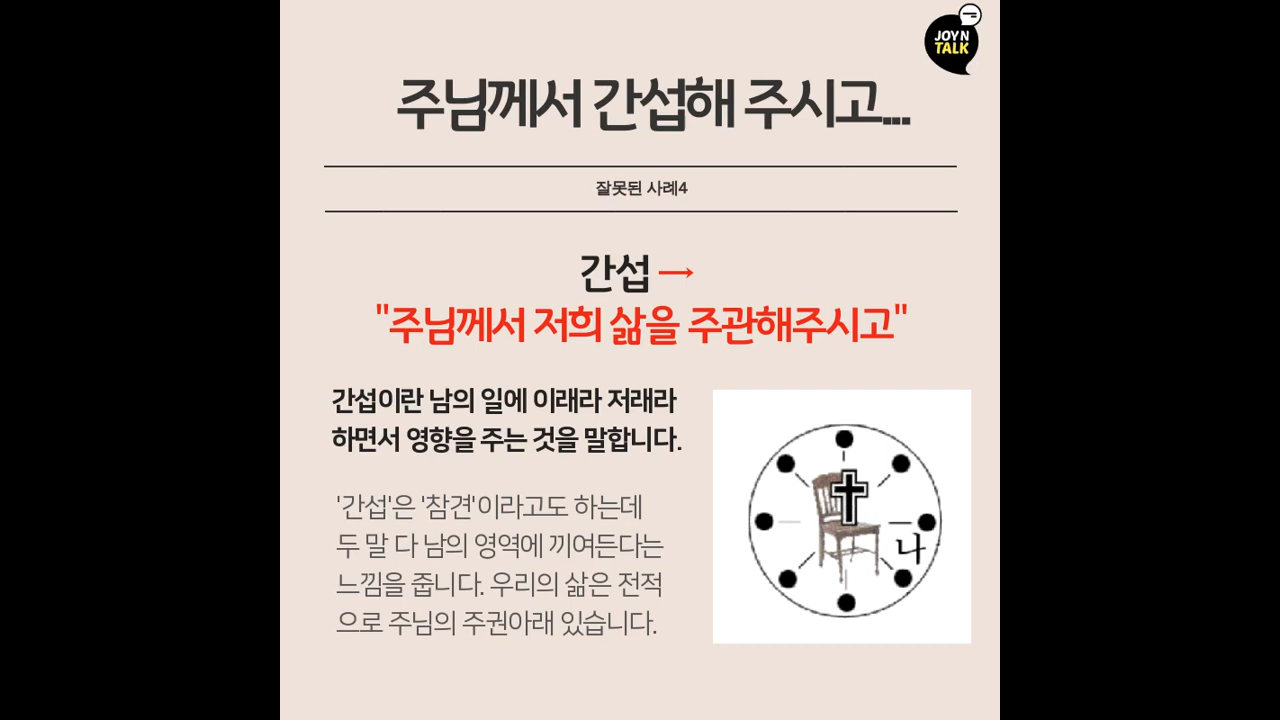 JOYN
TALK
주님께서 간섭해 주시고...
잘못된 사례4
간섭 →
"주님께서 저희 삶을 주관해주시고"
간섭이란 남의 일에 이래라 저래라
하면서 영향을 주는 것을 말합니다.
'간섭'은 '참견'이라고도 하는데
두 말 다 남의 영역에 끼여든다는
느낌을 줍니다. 우리의 삶은 전적
으로 주님의 주권아래 있습니다.
나